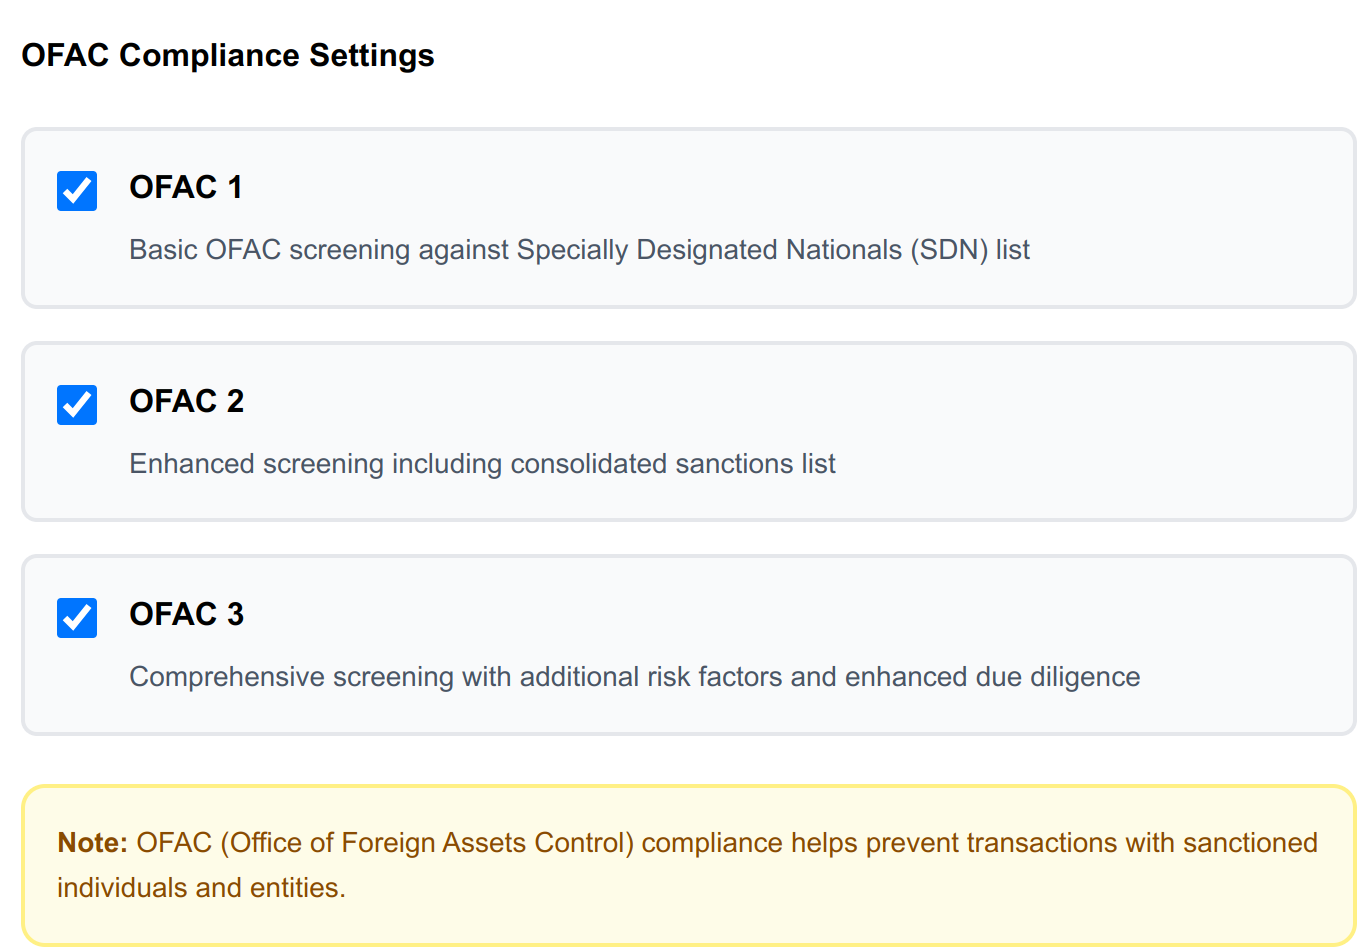 OFAC Compliance Settings
OFAC 1
Basic OFAC screening against Specially Designated Nationals (SDN) list
OFAC 2
Enhanced screening including consolidated sanctions list
OFAC 3
Comprehensive screening with additional risk factors and enhanced due diligence
Note: OFAC (Office of Foreign Assets Control) compliance helps prevent transactions with sanctioned
individuals and entities.